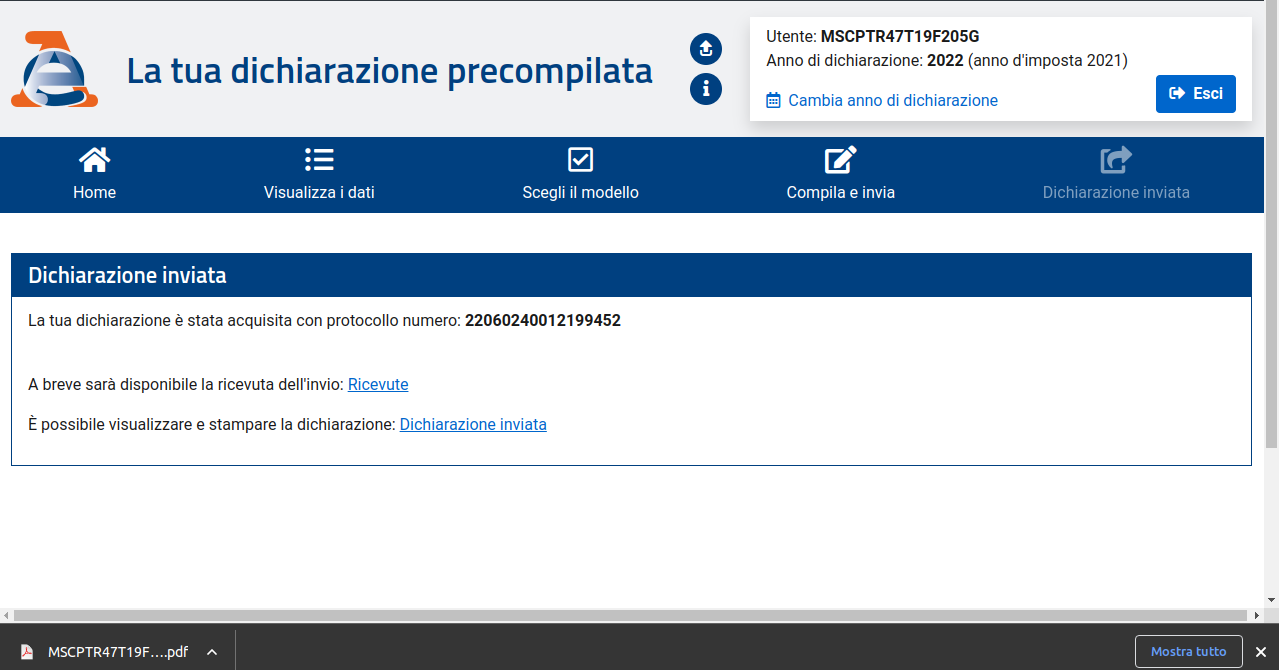 La tua dichiarazione precompilata
Utente: MSCPTR47T19F205G
Anno di dichiarazione: 2022 (anno d'imposta 2021)
Cambia anno di dichiarazione
Esci
Home
Visualizza i dati
Scegli il modello
Compila e invia
Dichiarazione inviata
Dichiarazione inviata
La tua dichiarazione è stata acquisita con protocollo numero: 22060240012199452
A breve sarà disponibile la ricevuta dell'invio: Ricevute
È possibile visualizzare e stampare la dichiarazione: Dichiarazione inviata
MSCPTR47T19F....pdf
Mostra tutto